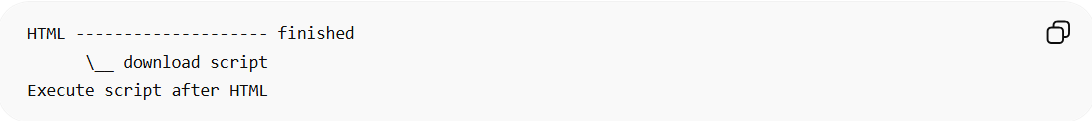 HTML -------------------- finished
      \__ download script
Execute script after HTML